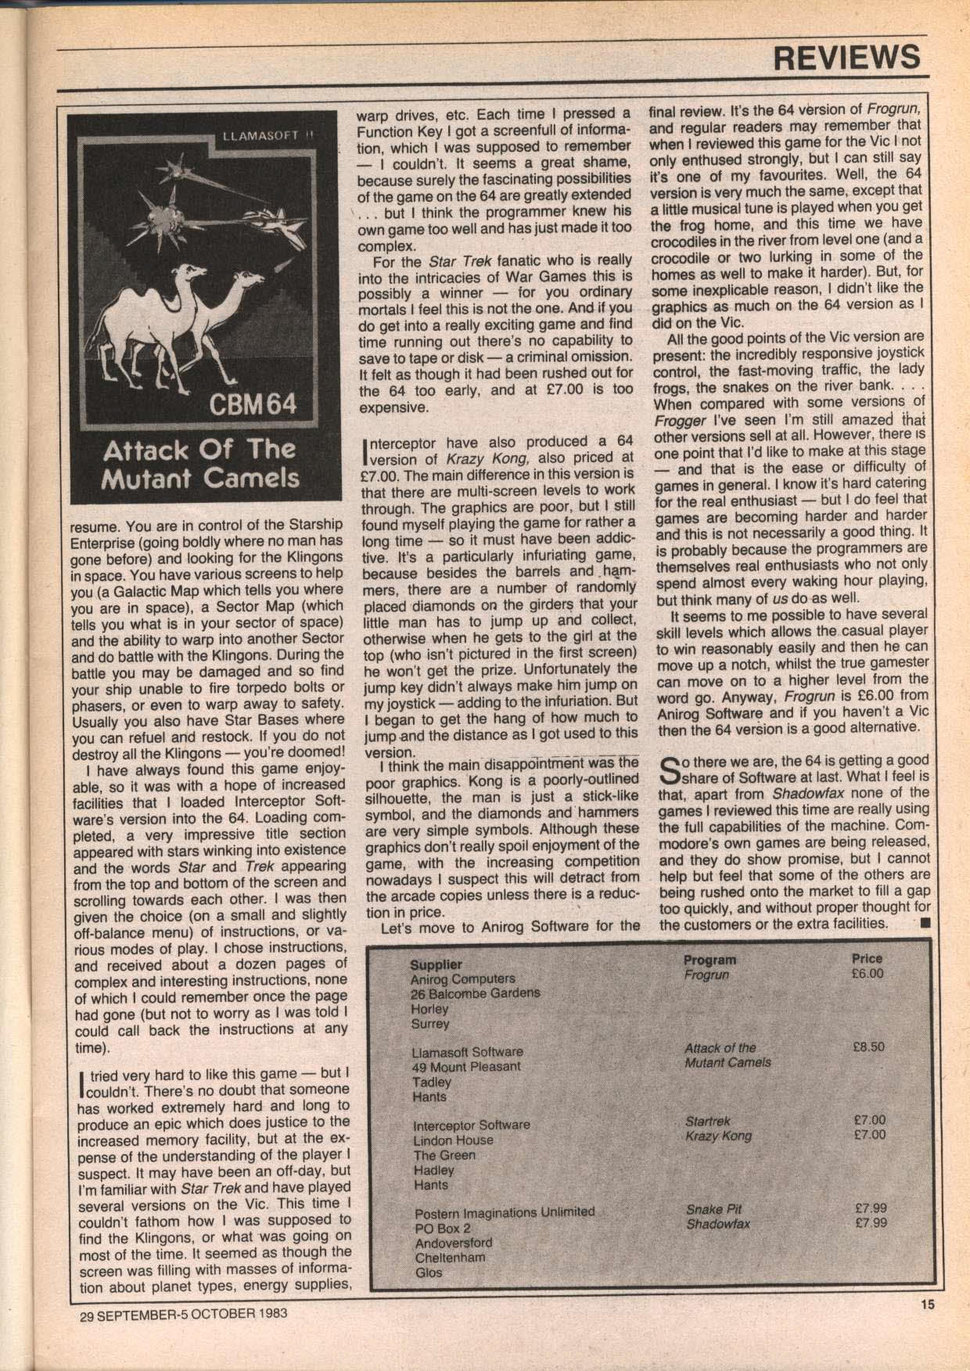 REVIEWS
LLAMASOFT !!
CBM64
Attack Of The
Mutant Camels
resume. You are in control of the Starship
Enterprise (going boldly where no man has
gone before) and looking for the Klingons
in space. You have various screens to help
you (a Galactic Map which tells you where
you are in space), a Sector Map (which
tells you what is in your sector of space)
and the ability to warp into another Sector
and do battle with the Klingons. During the
battle you may be damaged and so find
your ship unable to fire torpedo bolts or
phasers, or even to warp away to safety.
Usually you also have Star Bases where
you can refuel and restock. If you do not
destroy all the Klingons — you're doomed!
I have always found this game enjoy-
able, so it was with a hope of increased
facilities that I loaded Interceptor Soft-
ware's version into the 64. Loading com-
pleted, a very impressive title section
appeared with stars winking into existence
and the words Star and Trek appearing
from the top and bottom of the screen and
scrolling towards each other. I was then
given the choice (on a small and slightly
off-balance menu) of instructions, or va-
rious modes of play. I chose instructions,
and received about a dozen pages of
complex and interesting instructions, none
of which I could remember once the page
had gone (but not to worry as I was told I
could call back the instructions at any
time).
I tried very hard to like this game — but I
couldn't. There's no doubt that someone
has worked extremely hard and long to
produce an epic which does justice to the
increased memory facility, but at the ex-
pense of the understanding of the player I
suspect. It may have been an off-day, but
I'm familiar with Star Trek and have played
several versions on the Vic. This time I
couldn't fathom how I was supposed to
find the Klingons, or what was going on
most of the time. It seemed as though the
screen was filling with masses of informa-
tion about planet types, energy supplies,
warp drives, etc. Each time I pressed a
Function Key I got a screenfull of informa-
tion, which I was supposed to remember
— I couldn't. It seems a great shame,
because surely the fascinating possibilities
of the game on the 64 are greatly extended
. . . but I think the programmer knew his
own game too well and has just made it too
complex.
For the Star Trek fanatic who is really
into the intricacies of War Games this is
possibly a winner — for you ordinary
mortals I feel this is not the one. And if you
do get into a really exciting game and find
time running out there's no capability to
save to tape or disk — a criminal omission.
It felt as though it had been rushed out for
the 64 too early, and at £7.00 is too
expensive.
Interceptor have also produced a 64
version of Krazy Kong, also priced at
£7.00. The main difference in this version is
that there are multi-screen levels to work
through. The graphics are poor, but I still
found myself playing the game for rather a
long time — so it must have been addic-
tive. It's a particularly infuriating game,
because besides the barrels and ham-
mers, there are a number of randomly
placed diamonds on the girders that your
little man has to jump up and collect,
otherwise when he gets to the girl at the
top (who isn't pictured in the first screen)
he won't get the prize. Unfortunately the
jump key didn't always make him jump on
my joystick — adding to the infuriation. But
I began to get the hang of how much to
jump and the distance as I got used to this
version.
I think the main disappointment was the
poor graphics. Kong is a poorly-outlined
silhouette, the man is just a stick-like
symbol, and the diamonds and hammers
are very simple symbols. Although these
graphics don't really spoil enjoyment of the
game, with the increasing competition
nowadays I suspect this will detract from
the arcade copies unless there is a reduc-
tion in price.
Let's move to Anirog Software for the
final review. It's the 64 version of Frogrun,
and regular readers may remember that
when I reviewed this game for the Vic I not
only enthused strongly, but I can still say
it's one of my favourites. Well, the 64
version is very much the same, except that
a little musical tune is played when you get
the frog home, and this time we have
crocodiles in the river from level one (and a
crocodile or two lurking in some of the
homes as well to make it harder). But, for
some inexplicable reason, I didn't like the
graphics as much on the 64 version as I
did on the Vic.
All the good points of the Vic version are
present: the incredibly responsive joystick
control, the fast-moving traffic, the lady
frogs, the snakes on the river bank. . . .
When compared with some versions of
Frogger I've seen I'm still amazed that
other versions sell at all. However, there is
one point that I'd like to make at this stage
— and that is the ease or difficulty of
games in general. I know it's hard catering
for the real enthusiast — but I do feel that
games are becoming harder and harder
and this is not necessarily a good thing. It
is probably because the programmers are
themselves real enthusiasts who not only
spend almost every waking hour playing,
but think many of us do as well.
It seems to me possible to have several
skill levels which allows the casual player
to win reasonably easily and then he can
move up a notch, whilst the true gamester
can move on to a higher level from the
word go. Anyway, Frogrun is £6.00 from
Anirog Software and if you haven't a Vic
then the 64 version is a good alternative.
So there we are, the 64 is getting a good
share of Software at last. What I feel is
that, apart from Shadowfax none of the
games I reviewed this time are really using
the full capabilities of the machine. Com-
modore's own games are being released,
and they do show promise, but I cannot
help but feel that some of the others are
being rushed onto the market to fill a gap
too quickly, and without proper thought for
the customers or the extra facilities. ■
Supplier Program Price
Anirog Computers Frogrun £6.00
26 Balcombe Gardens
Horley
Surrey
Llamasoft Software Attack of the £8.50
49 Mount Pleasant Mutant Camels
Tadley
Hants
Interceptor Software Startrek £7.00
Lindon House Krazy Kong £7.00
The Green
Hadley
Hants
Postern Imaginations Unlimited Snake Pit £7.99
PO Box 2 Shadowfax £7.99
Andoversford
Cheltenham
Glos
29 SEPTEMBER-5 OCTOBER 1983
15